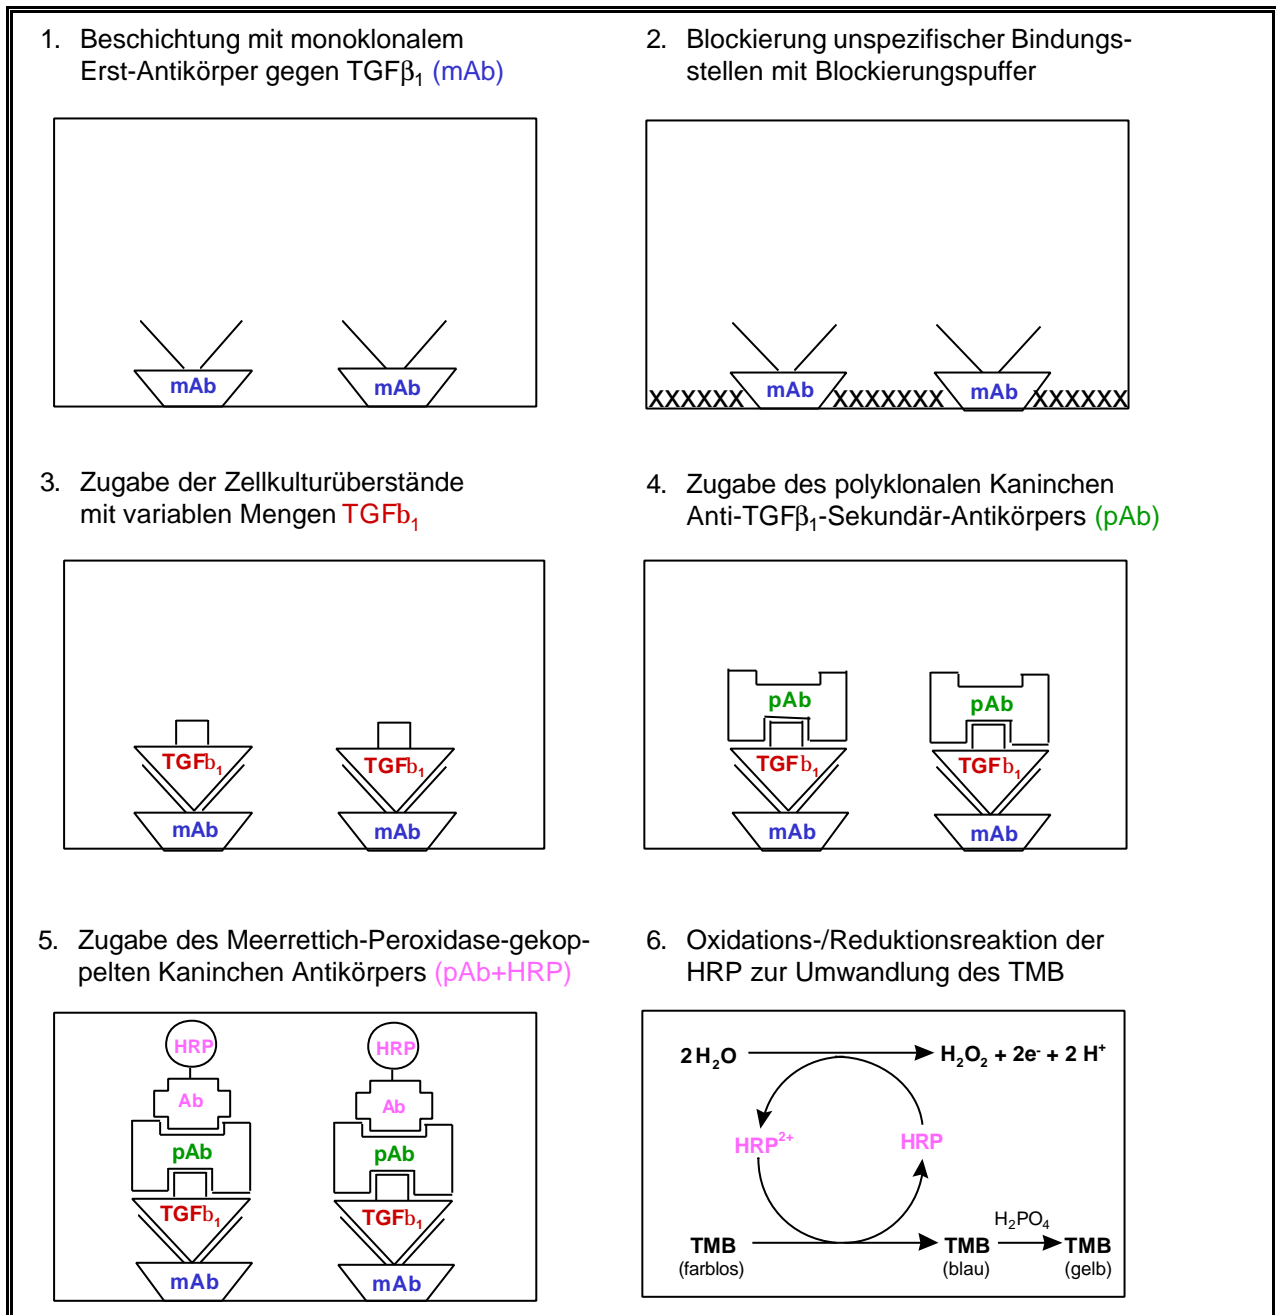 1. Beschichtung mit monoklonalem
Erst-Antikörper gegen TGFβ₁ (mAb)
mAb mAb
2. Blockierung unspezifischer Bindungs-
stellen mit Blockierungspuffer
XXXXXX mAb XXXXXXX mAb XXXXXX
3. Zugabe der Zellkulturüberstände
mit variablen Mengen TGFb₁
TGFb₁ TGFb₁
mAb mAb
4. Zugabe des polyklonalen Kaninchen
Anti-TGFβ₁-Sekundär-Antikörpers (pAb)
pAb pAb
TGFb₁ TGFb₁
mAb mAb
5. Zugabe des Meerrettich-Peroxidase-gekop-
pelten Kaninchen Antikörpers (pAb+HRP)
HRP HRP
Ab Ab
pAb pAb
TGFb₁ TGFb₁
mAb mAb
6. Oxidations-/Reduktionsreaktion der
HRP zur Umwandlung des TMB
2H₂O H₂O₂ + 2e⁻ + 2 H⁺
HRP²⁺ HRP
H₂PO₄
TMB TMB TMB
(farblos) (blau) (gelb)